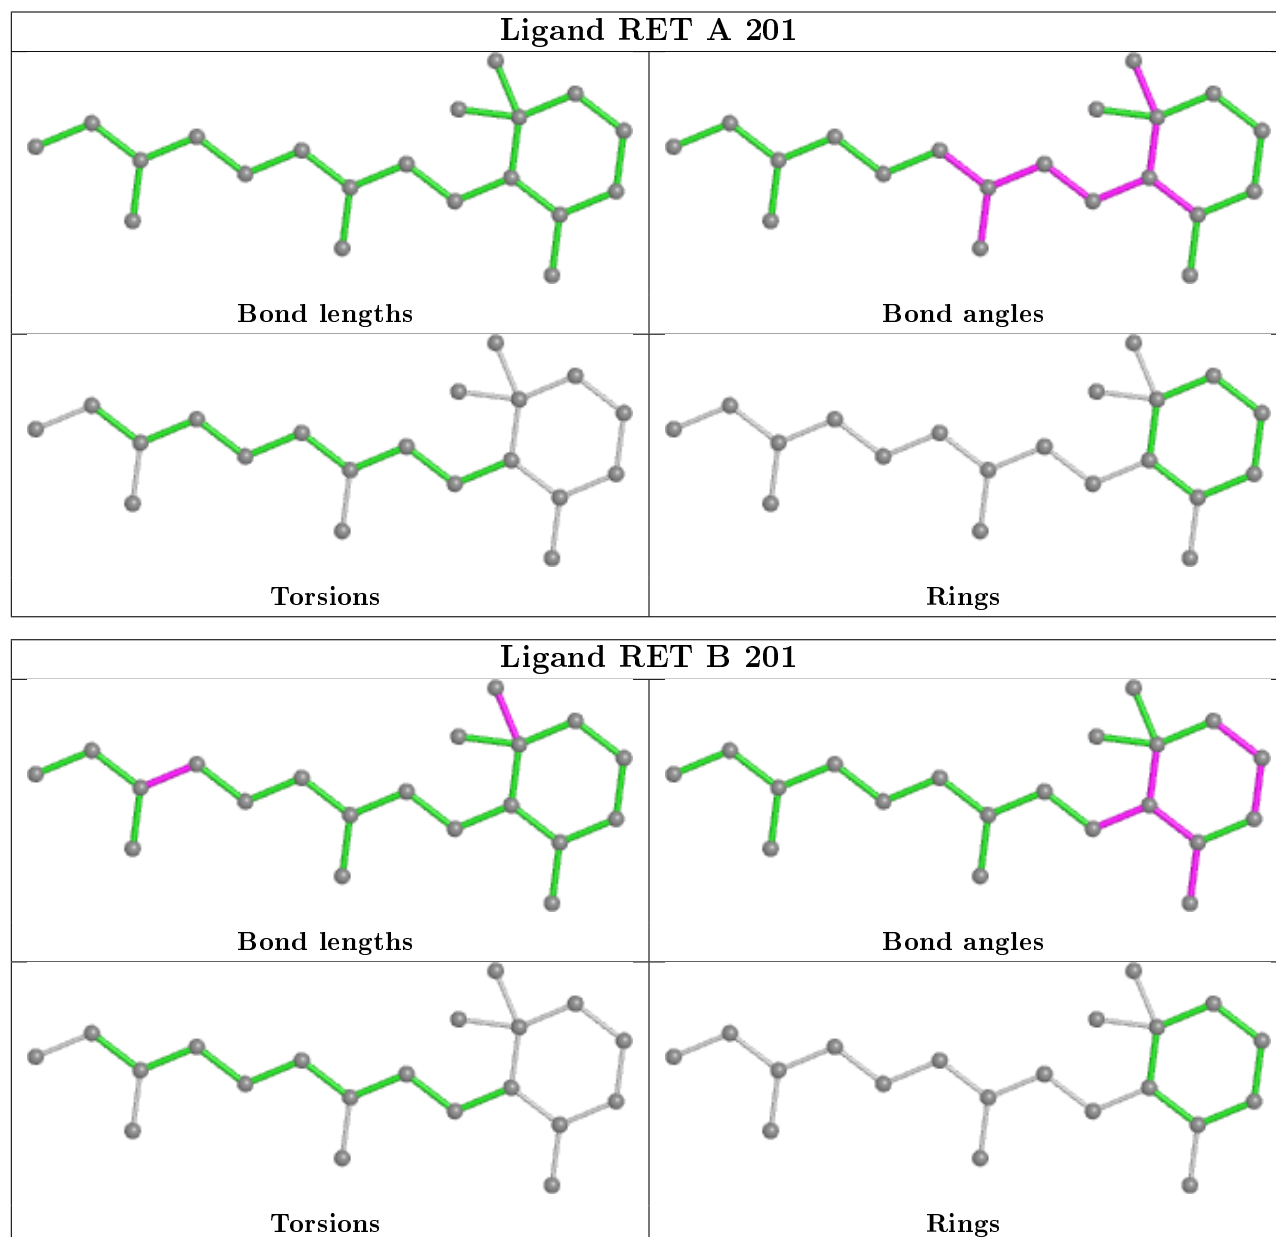 Ligand RET A 201
Bond lengths
Bond angles
Torsions
Rings
Ligand RET B 201
Bond lengths
Bond angles
Torsions
Rings